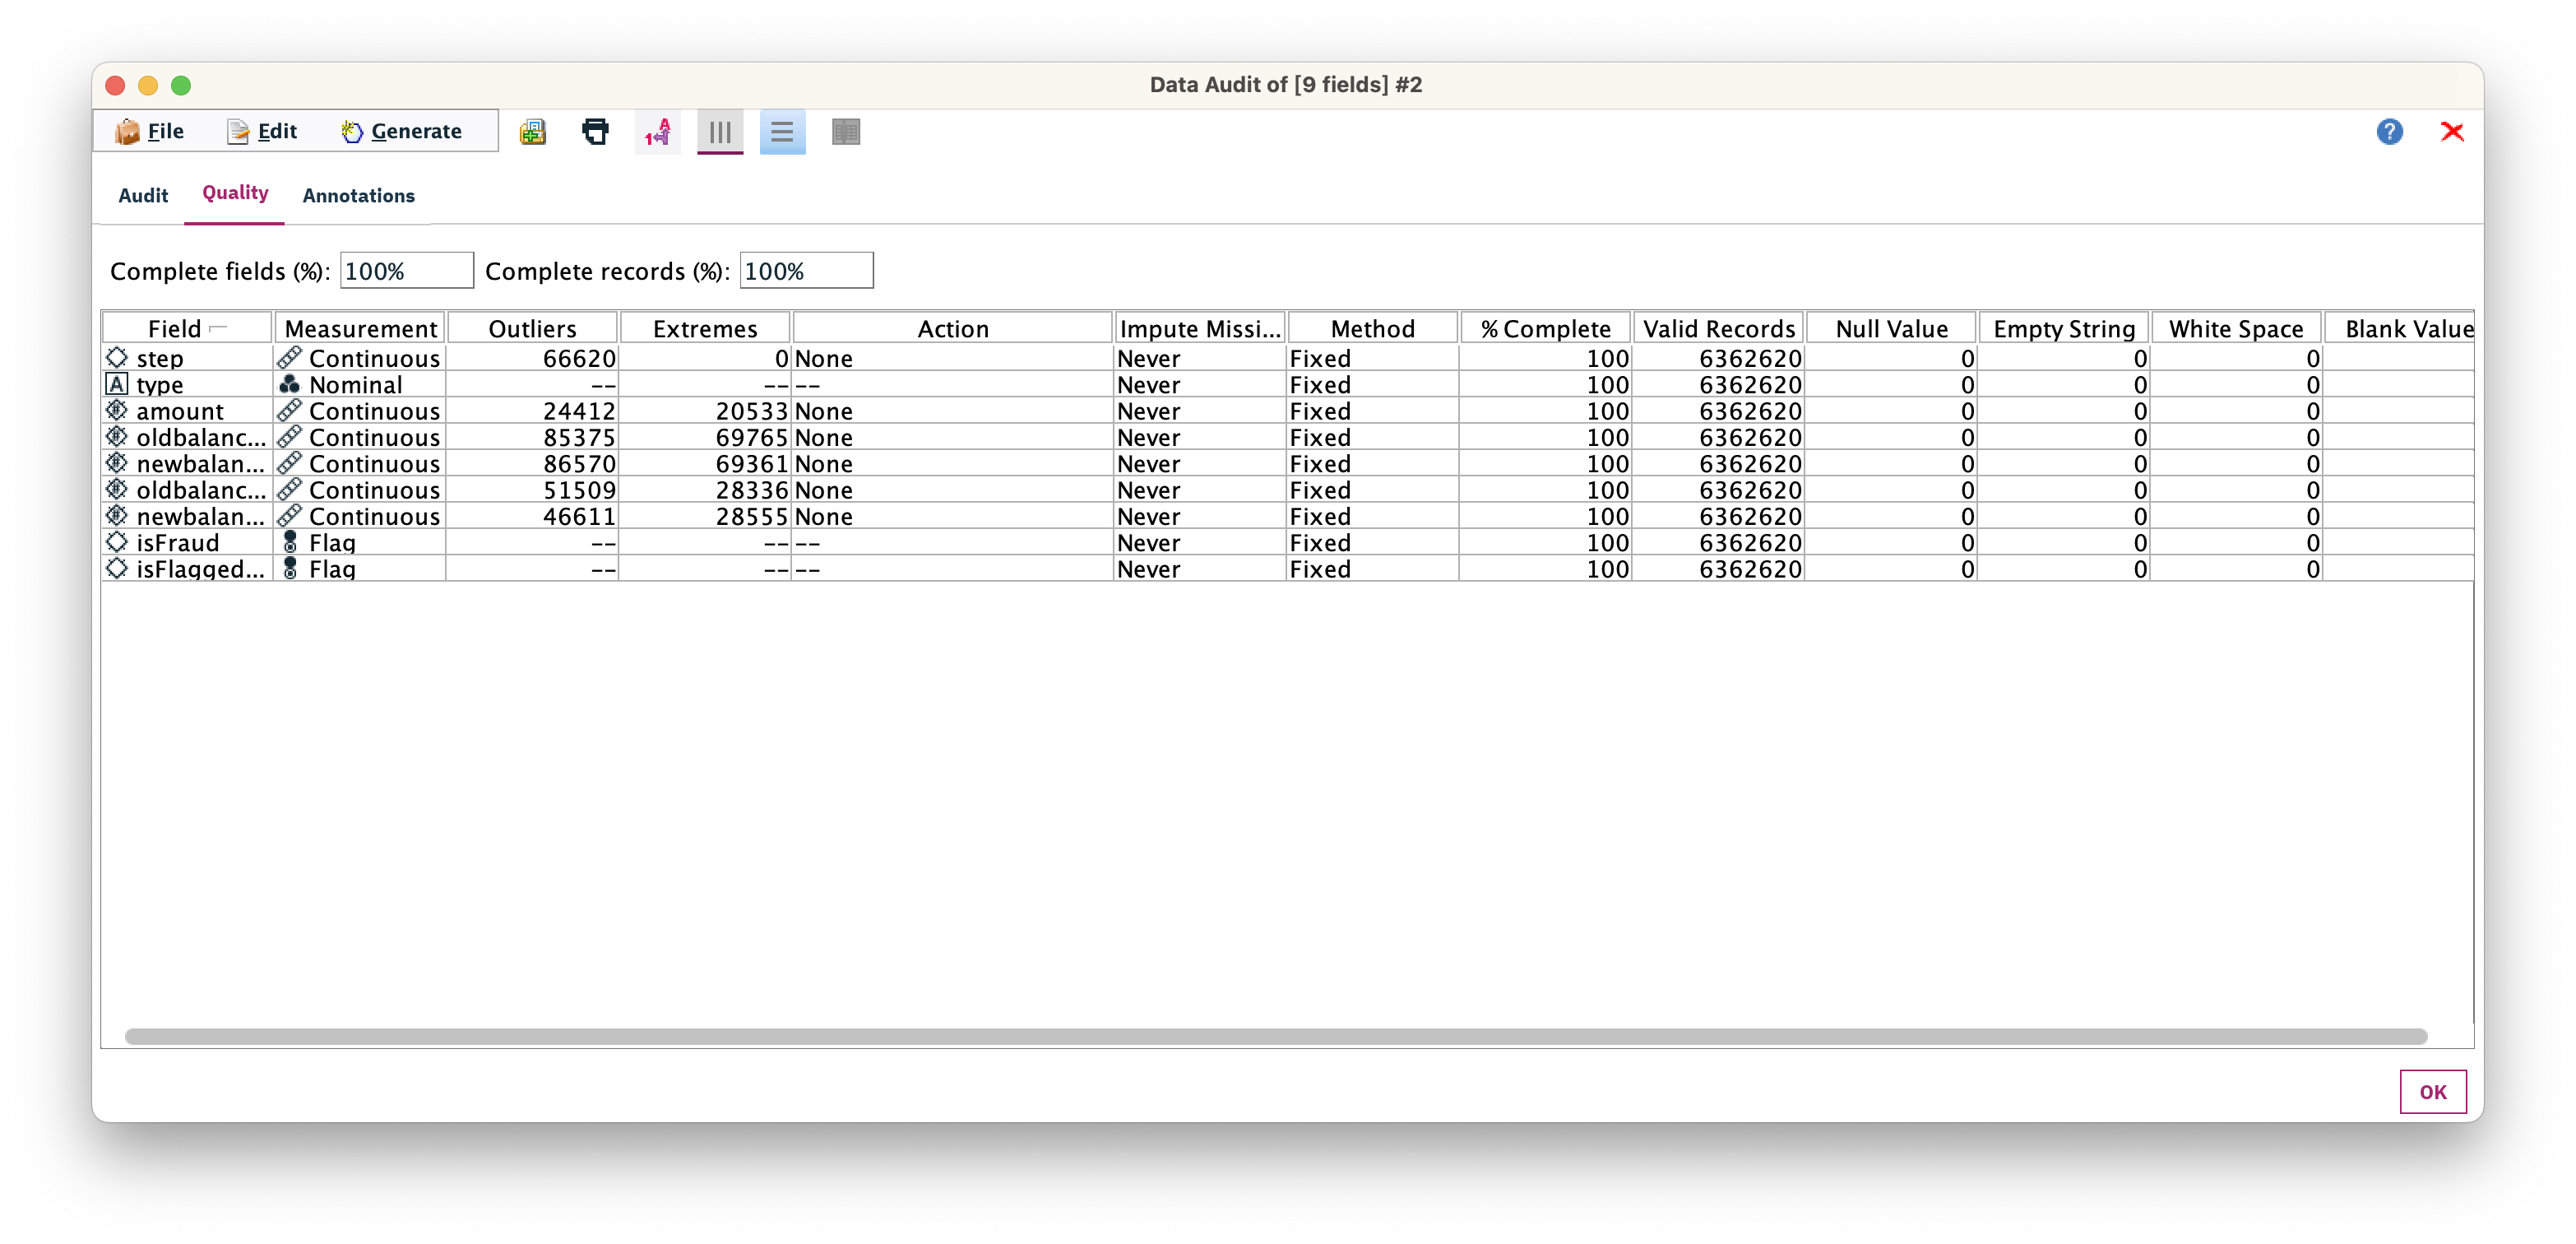 Data Audit of [9 fields] #2
File Edit Generate
Audit Quality Annotations
Complete fields (%): 100% Complete records (%): 100%
Field Measurement Outliers Extremes Action Impute Missi... Method % Complete Valid Records Null Value Empty String White Space Blank Value
step Continuous 66620 0 None Never Fixed 100 6362620 0 0 0
A type Nominal -- -- -- Never Fixed 100 6362620 0 0 0
amount Continuous 24412 20533 None Never Fixed 100 6362620 0 0 0
oldbalanc... Continuous 85375 69765 None Never Fixed 100 6362620 0 0 0
newbalan... Continuous 86570 69361 None Never Fixed 100 6362620 0 0 0
oldbalanc... Continuous 51509 28336 None Never Fixed 100 6362620 0 0 0
newbalan... Continuous 46611 28555 None Never Fixed 100 6362620 0 0 0
isFraud Flag -- -- -- Never Fixed 100 6362620 0 0 0
isFlagged... Flag -- -- -- Never Fixed 100 6362620 0 0 0
OK